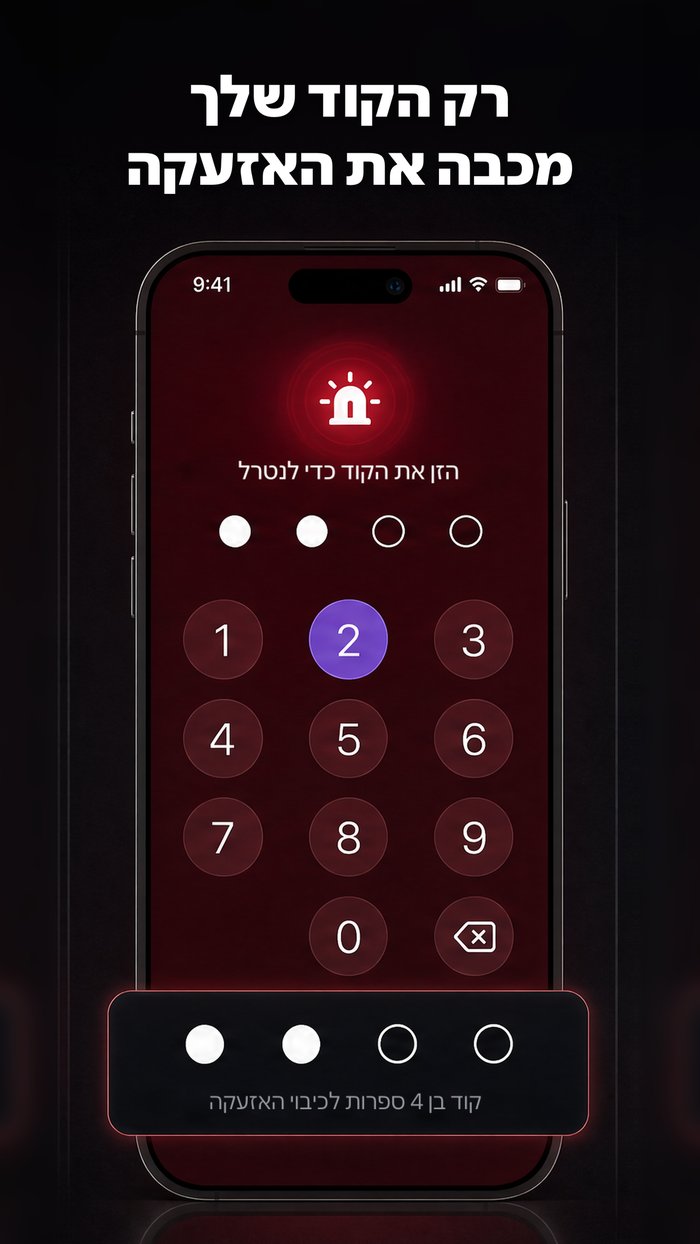 רק הקוד שלך
מכבה את האזעקה
9:41
הזן את הקוד כדי לנטרל
1 2 3
4 5 6
7 8 9
0
קוד בן 4 ספרות לכיבוי האזעקה